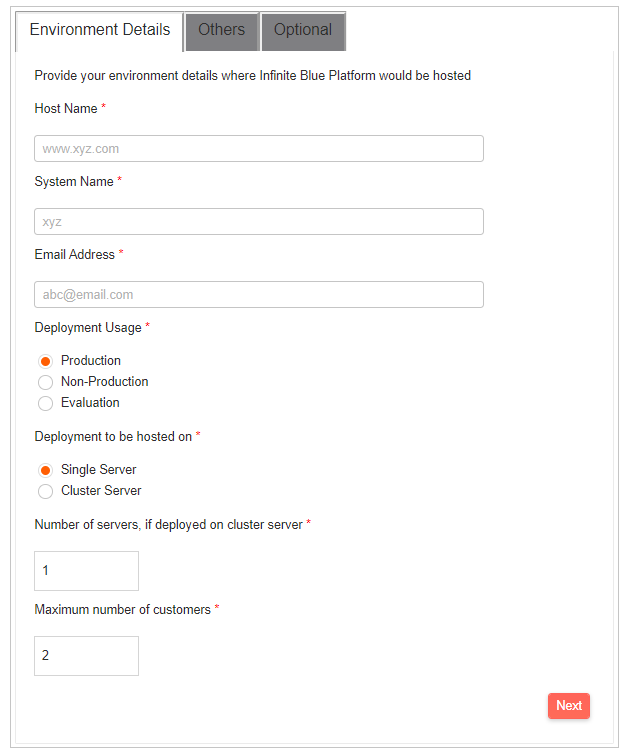 Environment Details Others Optional
Provide your environment details where Infinite Blue Platform would be hosted
Host Name *
www.xyz.com
System Name *
xyz
Email Address *
abc@email.com
Deployment Usage *
Production
Non-Production
Evaluation
Deployment to be hosted on *
Single Server
Cluster Server
Number of servers, if deployed on cluster server *
1
Maximum number of customers *
2
Next